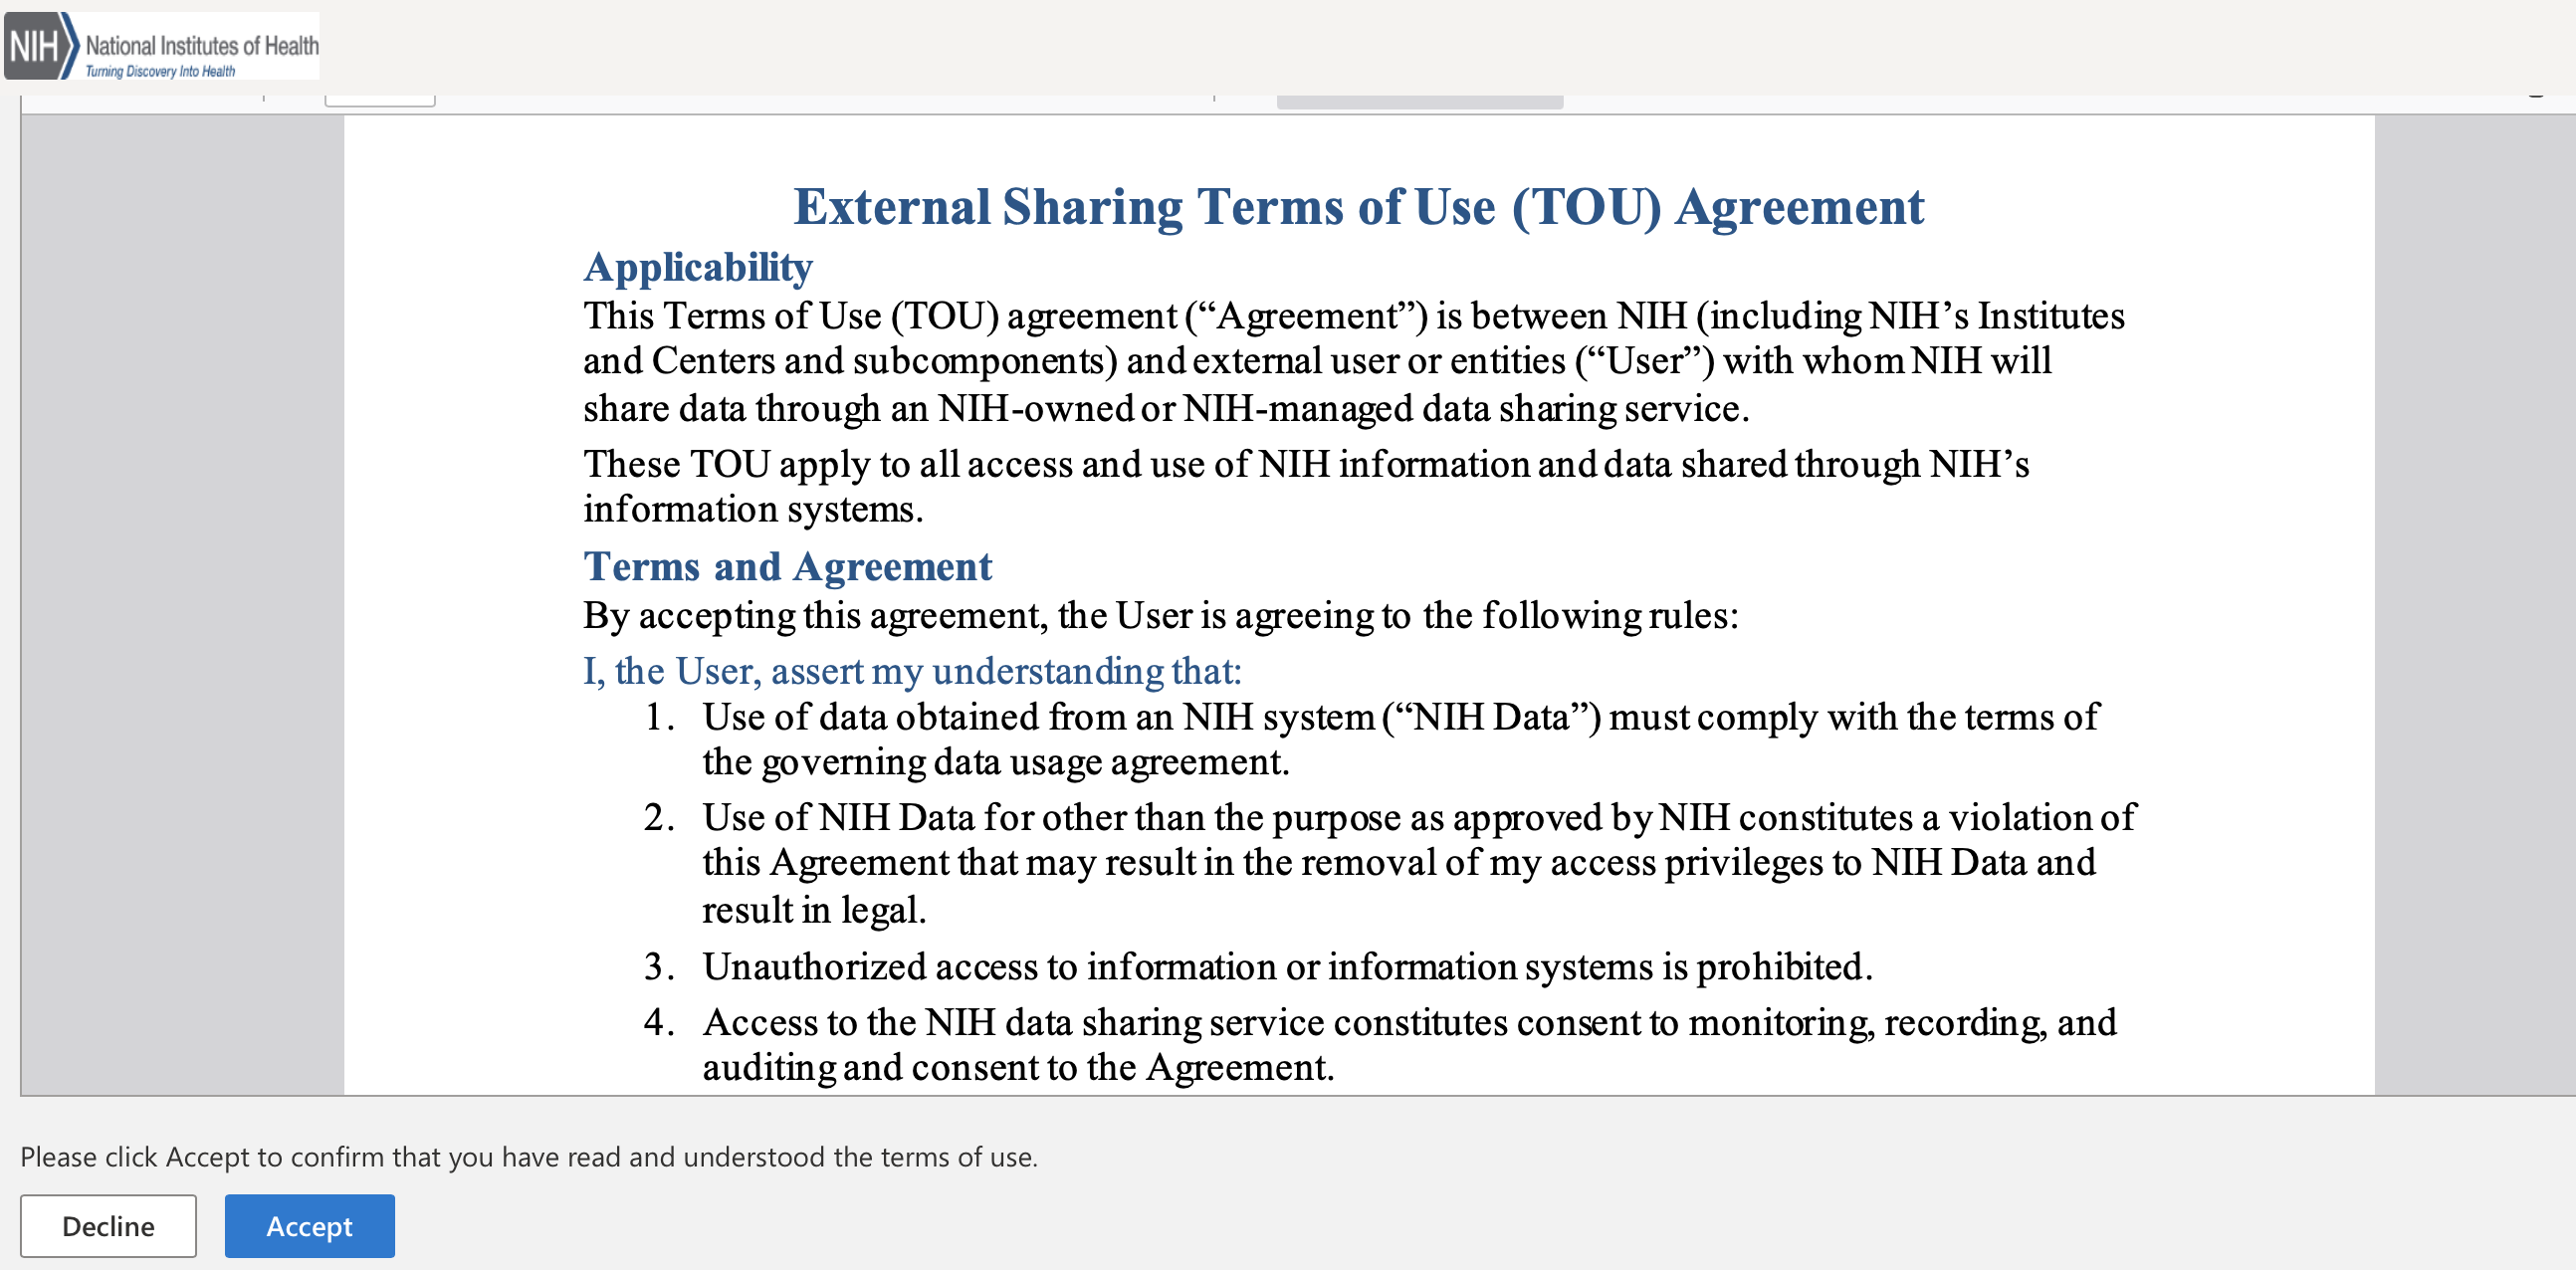 NIH National Institutes of Health
Turning Discovery Into Health
External Sharing Terms of Use (TOU) Agreement
Applicability
This Terms of Use (TOU) agreement (“Agreement”) is between NIH (including NIH’s Institutes
and Centers and subcomponents) and external user or entities (“User”) with whom NIH will
share data through an NIH-owned or NIH-managed data sharing service.
These TOU apply to all access and use of NIH information and data shared through NIH’s
information systems.
Terms and Agreement
By accepting this agreement, the User is agreeing to the following rules:
I, the User, assert my understanding that:
1. Use of data obtained from an NIH system (“NIH Data”) must comply with the terms of
the governing data usage agreement.
2. Use of NIH Data for other than the purpose as approved by NIH constitutes a violation of
this Agreement that may result in the removal of my access privileges to NIH Data and
result in legal.
3. Unauthorized access to information or information systems is prohibited.
4. Access to the NIH data sharing service constitutes consent to monitoring, recording, and
auditing and consent to the Agreement.
Please click Accept to confirm that you have read and understood the terms of use.
Decline Accept